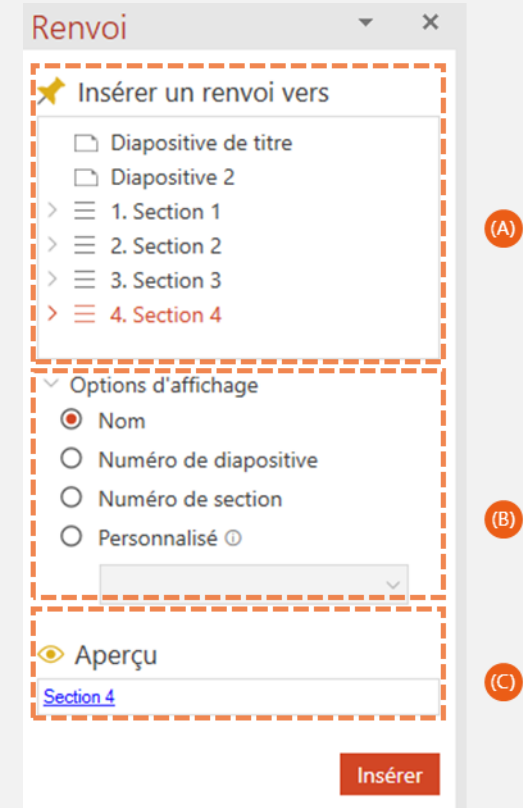 Renvoi
Insérer un renvoi vers
Diapositive de titre
Diapositive 2
1. Section 1
(A)
2. Section 2
3. Section 3
4. Section 4
Options d'affichage
Nom
Numéro de diapositive
Numéro de section
(B)
Personnalisé
Aperçu
(C)
Section 4
Insérer